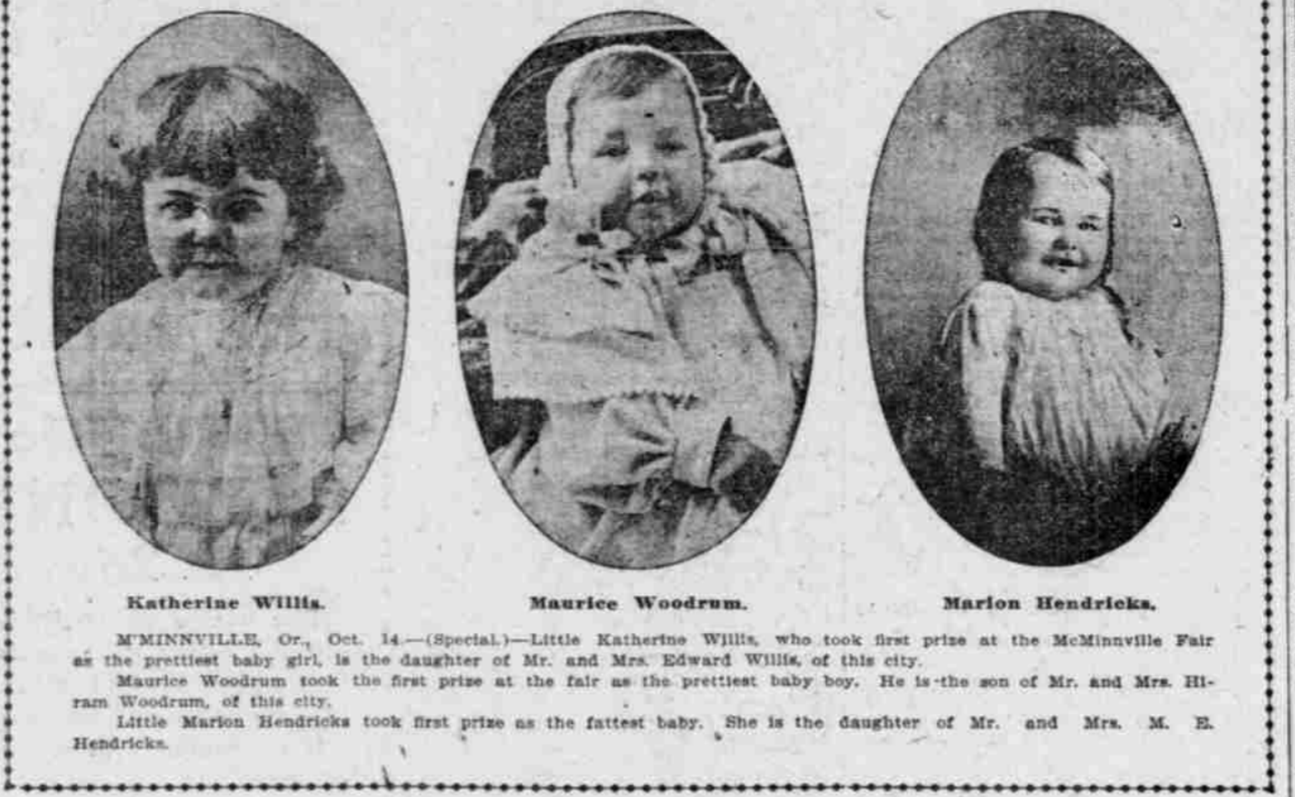 Katherine Willis.
Maurice Woodrum.
Marion Hendricks.
M'MINNVILLE, Or., Oct. 14.—(Special.)—Little Katherine Willis, who took first prize at the McMinnville Fair
as the prettiest baby girl, is the daughter of Mr. and Mrs. Edward Willis, of this city.
Maurice Woodrum took the first prize at the fair as the prettiest baby boy. He is the son of Mr. and Mrs. Hi-
ram Woodrum, of this city.
Little Marion Hendricks took first prize as the fattest baby. She is the daughter of Mr. and Mrs. M. E.
Hendricks.